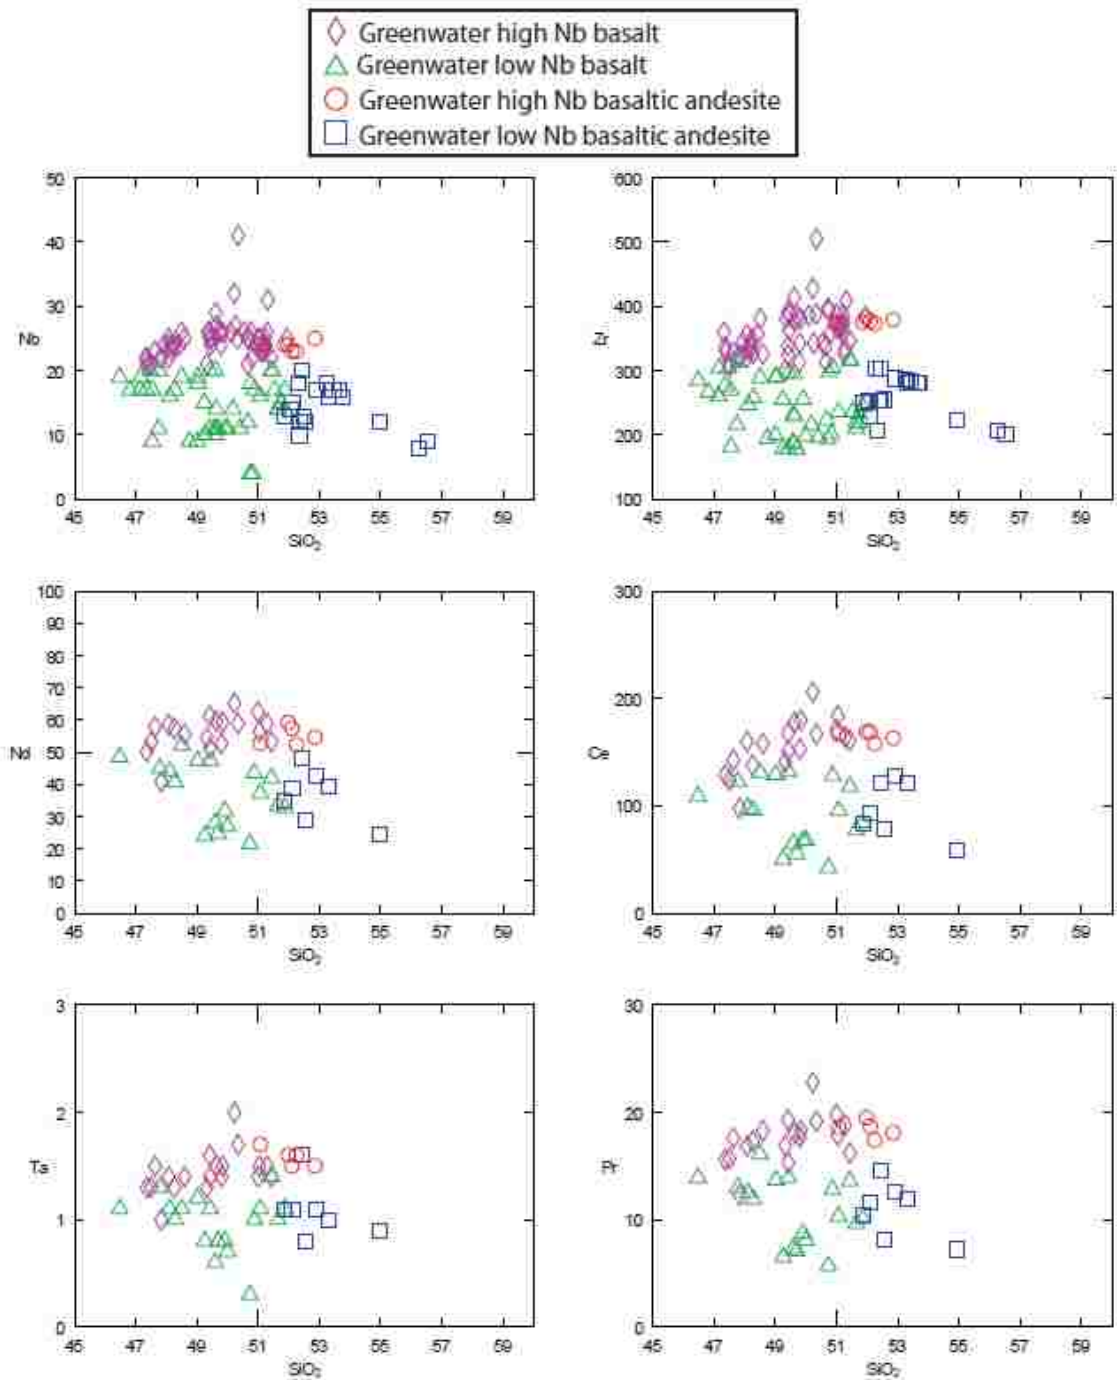 Greenwater high Nb basalt
Greenwater low Nb basalt
Greenwater high Nb basaltic andesite
Greenwater low Nb basaltic andesite
50
40
30
Nb
20
10
0
45 47 49 51 53 55 57 59
SiO₂
600
500
400
Zr
300
200
100
45 47 49 51 53 55 57 59
SiO₂
100
90
80
70
60
50
Nd
40
30
20
10
0
45 47 49 51 53 55 57 59
SiO₂
300
200
Ce
100
0
45 47 49 51 53 55 57 59
SiO₂
3
2
Ta
1
0
45 47 49 51 53 55 57 59
SiO₂
30
20
Pr
10
0
45 47 49 51 53 55 57 59
SiO₂